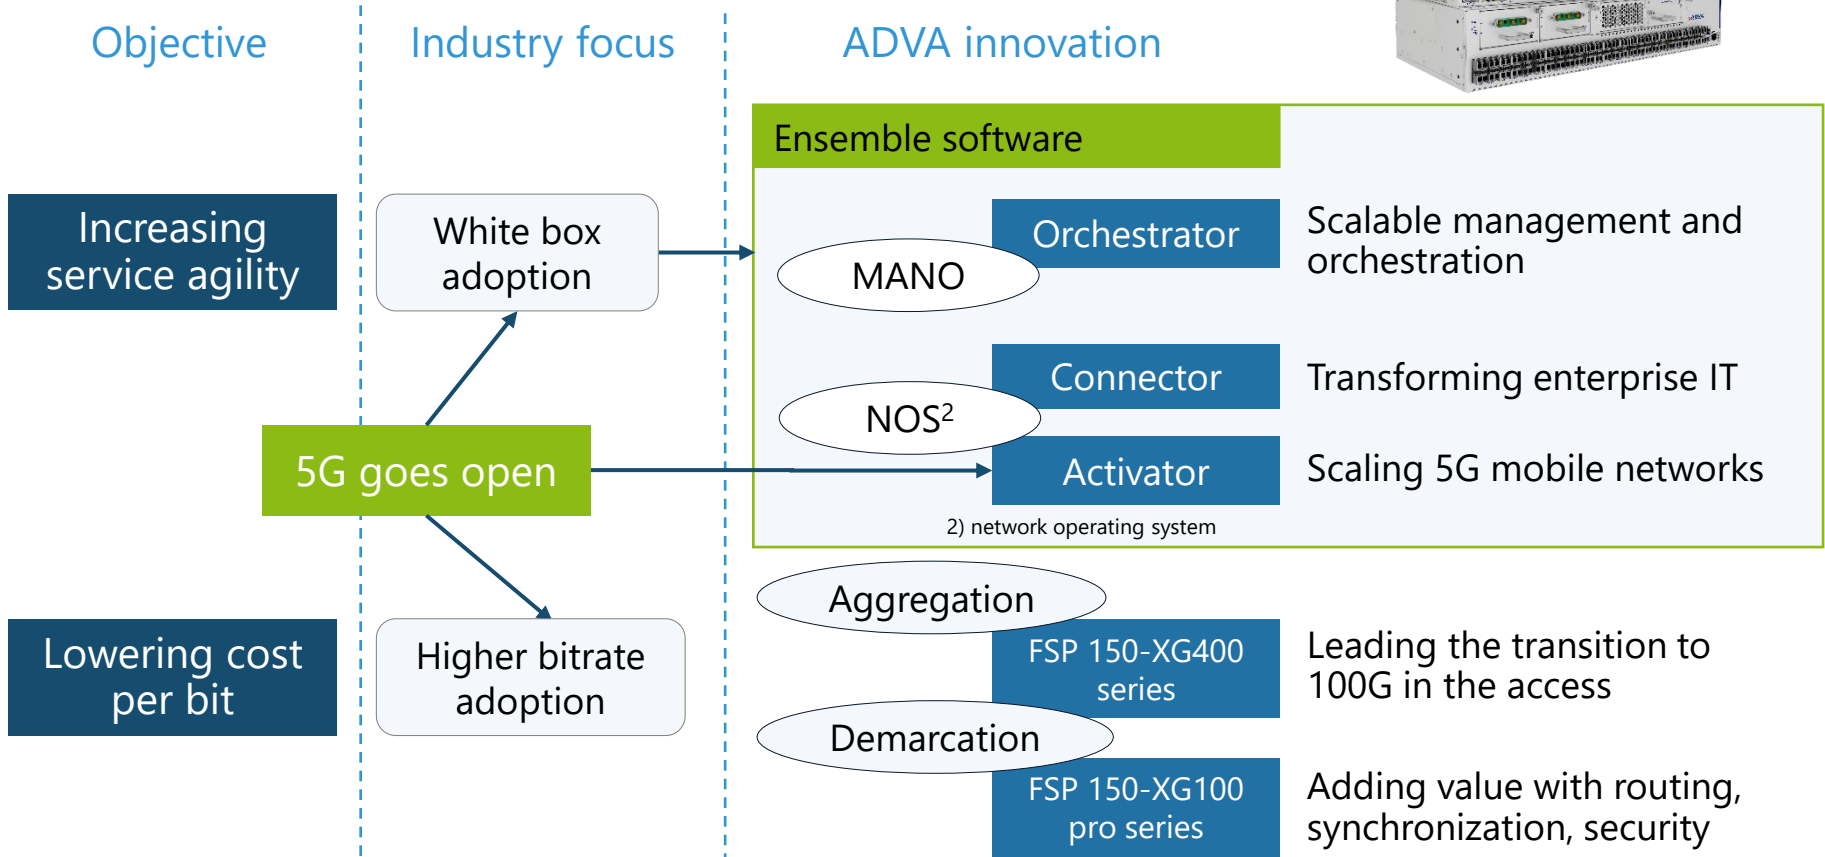 Objective
Industry focus
ADVA innovation
Ensemble software
Increasing
service agility
White box
adoption
Orchestrator
MANO
Scalable management and
orchestration
Connector
NOS²
Transforming enterprise IT
5G goes open
Activator
Scaling 5G mobile networks
2) network operating system
Aggregation
Lowering cost
per bit
Higher bitrate
adoption
FSP 150-XG400
series
Leading the transition to
100G in the access
Demarcation
FSP 150-XG100
pro series
Adding value with routing,
synchronization, security